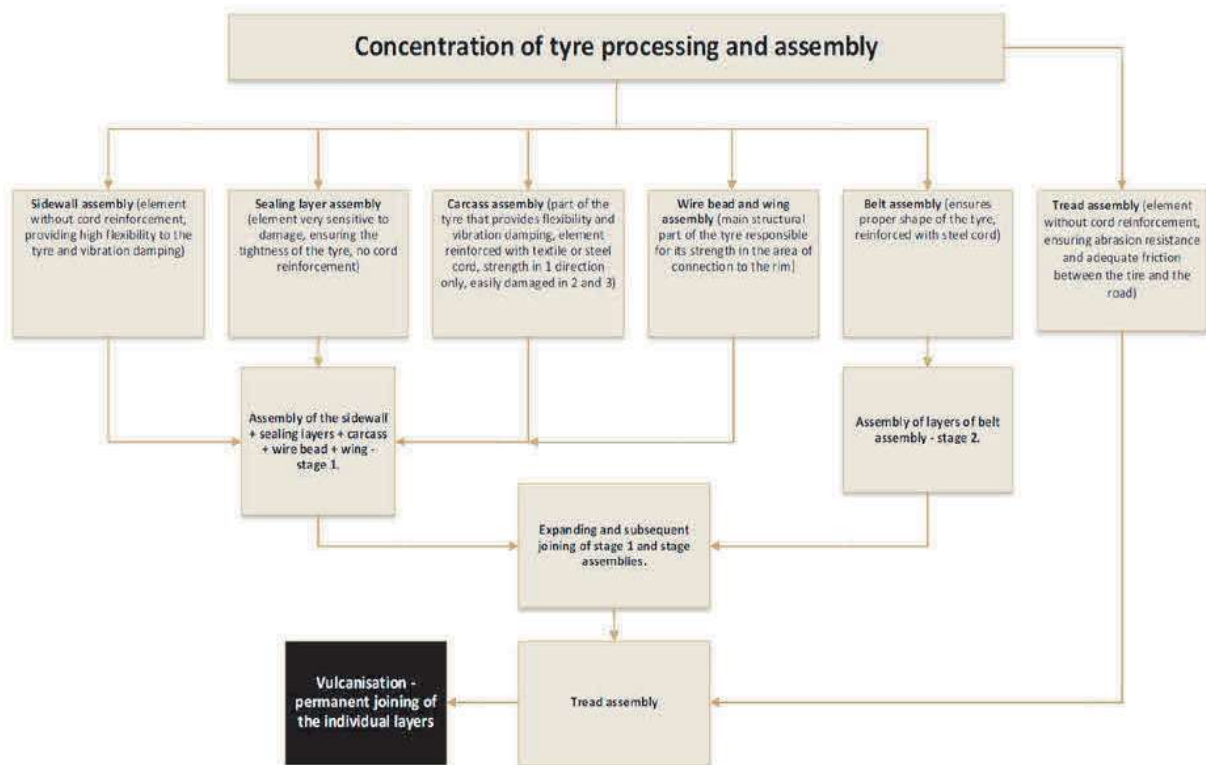 Concentration of tyre processing and assembly
Sidewall assembly (element
without cord reinforcement,
providing high flexibility to the
tyre and vibration damping)
Sealing layer assembly
(element very sensitive to
damage, ensuring the
tightness of the tyre, no cord
reinforcement)
Carcass assembly (part of the
tyre that provides flexibility and
vibration damping, element
reinforced with textile or steel
cord, strength in 1 direction
only, easily damaged in 2 and 3)
Wire bead and wing
assembly (main structural
part of the tyre responsible
for its strength in the area of
connection to the rim)
Belt assembly (ensures
proper shape of the tyre,
reinforced with steel cord)
Tread assembly (element
without cord reinforcement,
ensuring abrasion resistance
and adequate friction
between the tire and the
road)
Assembly of the sidewall
+ sealing layers + carcass
+ wire bead + wing -
stage 1.
Assembly of layers of belt
assembly - stage 2.
Expanding and subsequent
joining of stage 1 and stage
assemblies.
Vulcanisation -
permanent joining of
the individual layers
Tread assembly